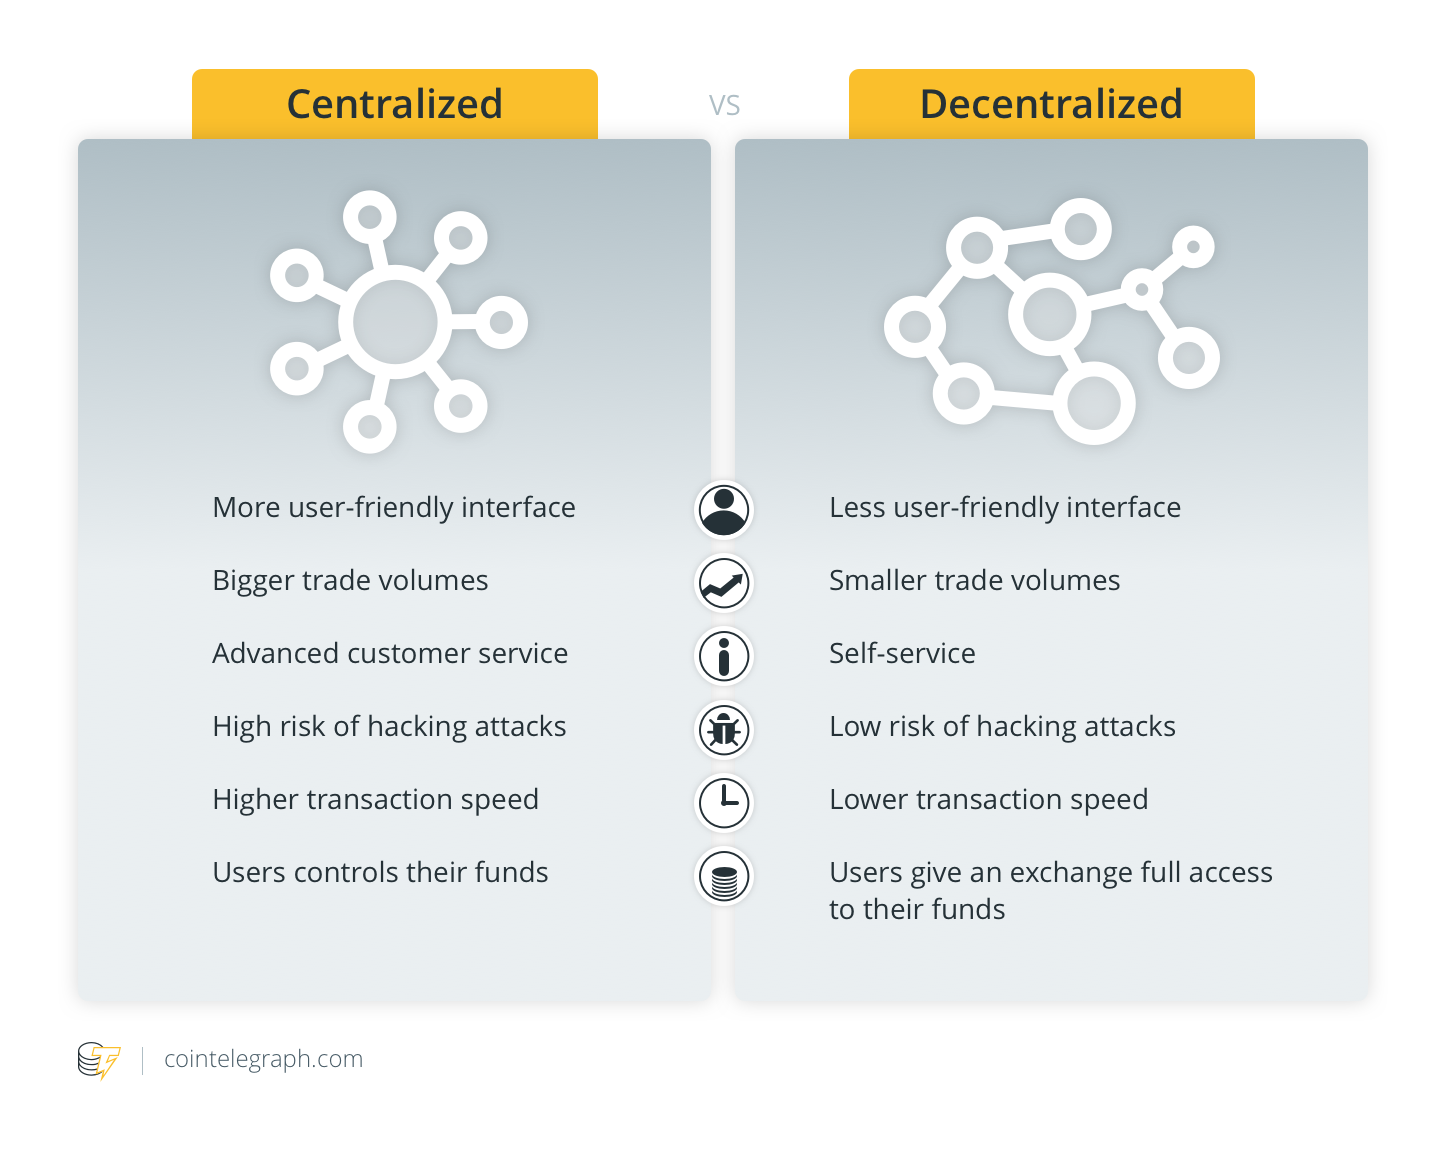 Centralized
VS
Decentralized
More user-friendly interface
Less user-friendly interface
Bigger trade volumes
Smaller trade volumes
Advanced customer service
Self-service
High risk of hacking attacks
Low risk of hacking attacks
Higher transaction speed
Lower transaction speed
Users controls their funds
Users give an exchange full access
to their funds
cointelegraph.com